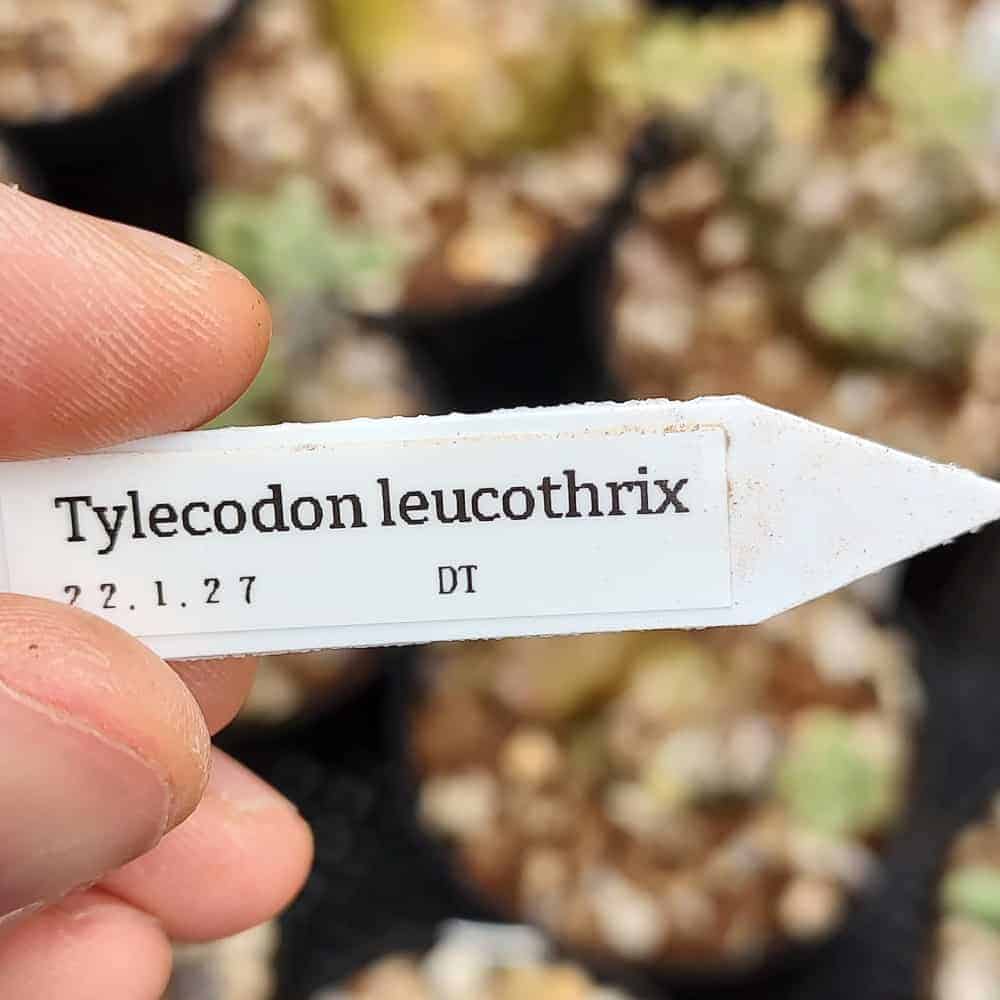 Tylecodon leucothrix
22.1.27 DT